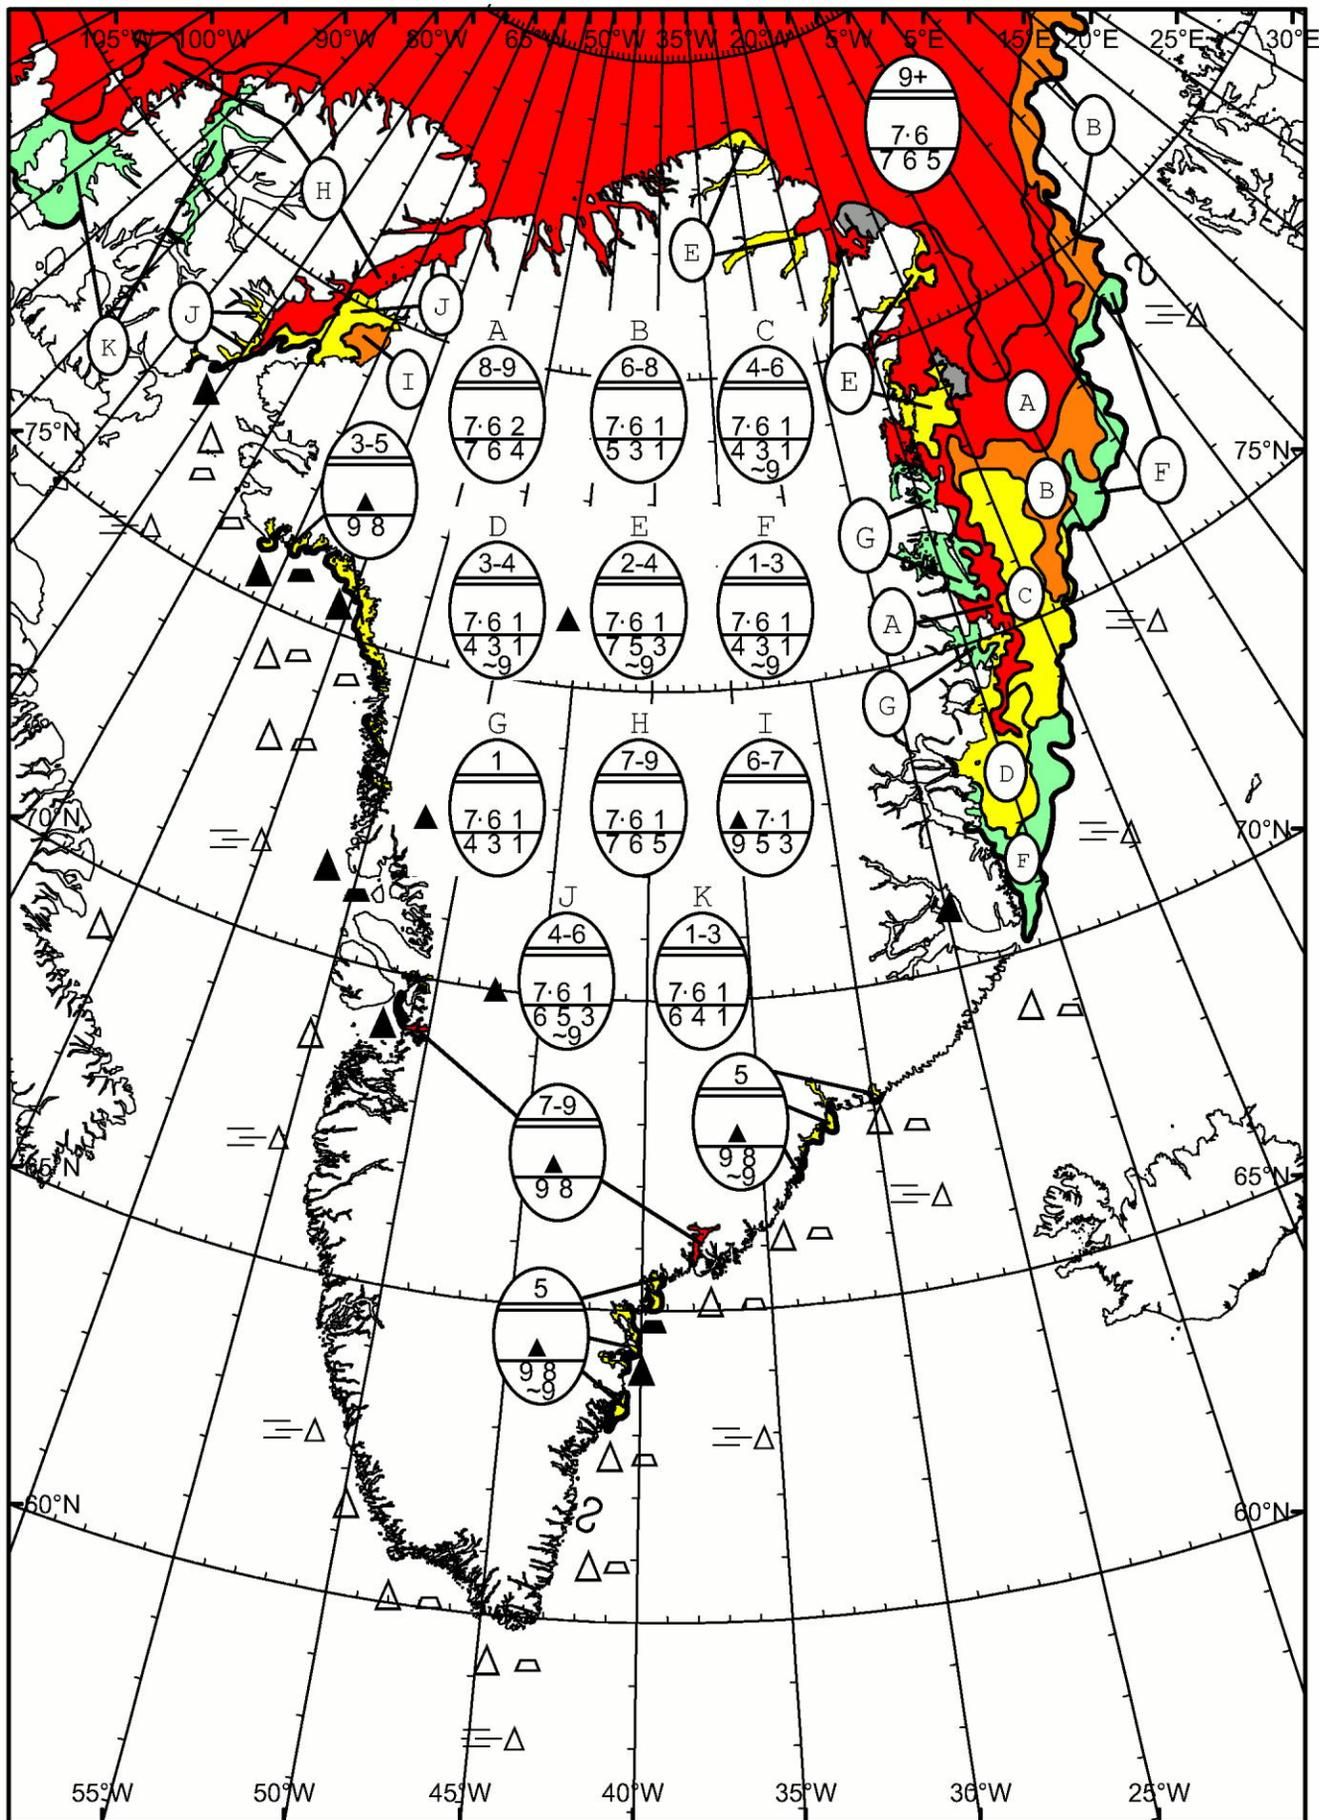 105°W 100°W 90°W 80°W 65°W 50°W 35°W 20°W 5°W 5°E 15°E 20°E 25°E 30°E
9+
7·6
7 6 5
B
H
E
J
J
K
I
E
A
F
B
G
C
A
G
D
F
75°N
75°N
A B C
8-9 6-8 4-6
7·6 2 7·6 1 7·6 1
7 6 4 5 3 1 4 3 1
~9
3-5
9 8
D E F
3-4 2-4 1-3
7·6 1 7·6 1 7·6 1
4 3 1 7 5 3 4 3 1
~9 ~9 ~9
G H I
1 7-9 6-7
7·6 1 7·6 1 7·1
4 3 1 7 6 5 9 5 3
70°N
70°N
J K
4-6 1-3
7·6 1 7·6 1
6 5 3 6 4 1
~9
5
9 8
~9
7-9
9 8
65°N
65°N
5
9 8
~9
60°N
60°N
55°W 50°W 45°W 40°W 35°W 36°W 25°W